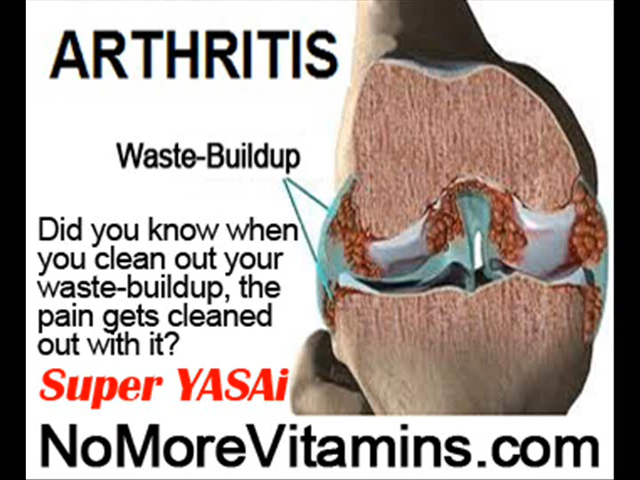 ARTHRITIS
Waste-Buildup
Did you know when
you clean out your
waste-buildup, the
pain gets cleaned
out with it?
Super YASAi
NoMoreVitamins.com